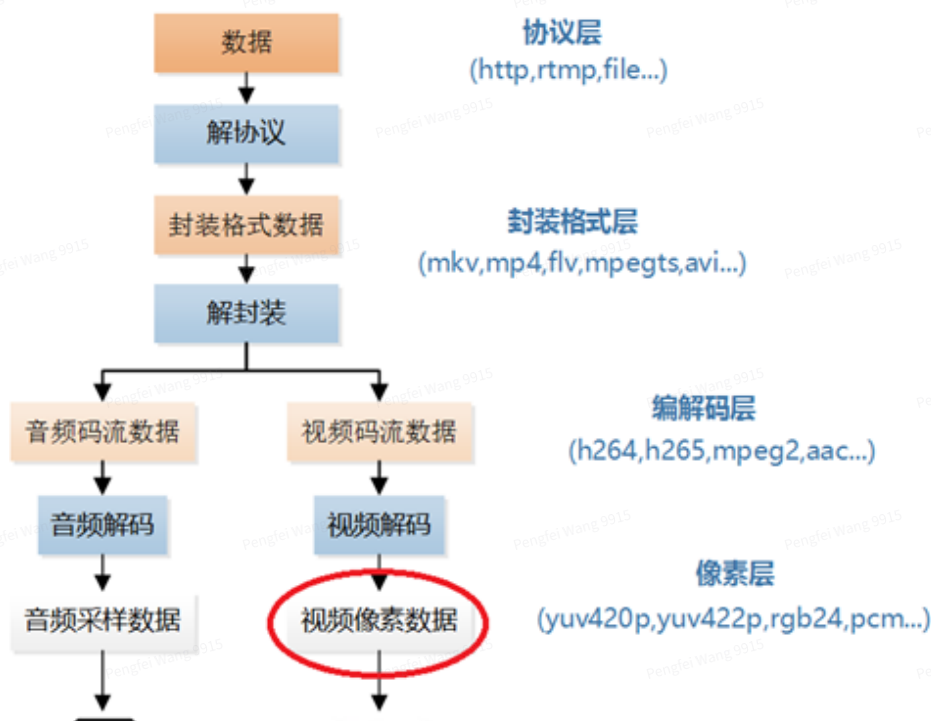 数据
协议层
(http,rtmp,file...)
解协议
封装格式数据
封装格式层
(mkv,mp4,flv,mpegts,avi...)
解封装
音频码流数据
视频码流数据
编解码层
(h264,h265,mpeg2,aac...)
音频解码
视频解码
像素层
(yuv420p,yuv422p,rgb24,pcm...)
音频采样数据
视频像素数据
Pengfei Wang 9915